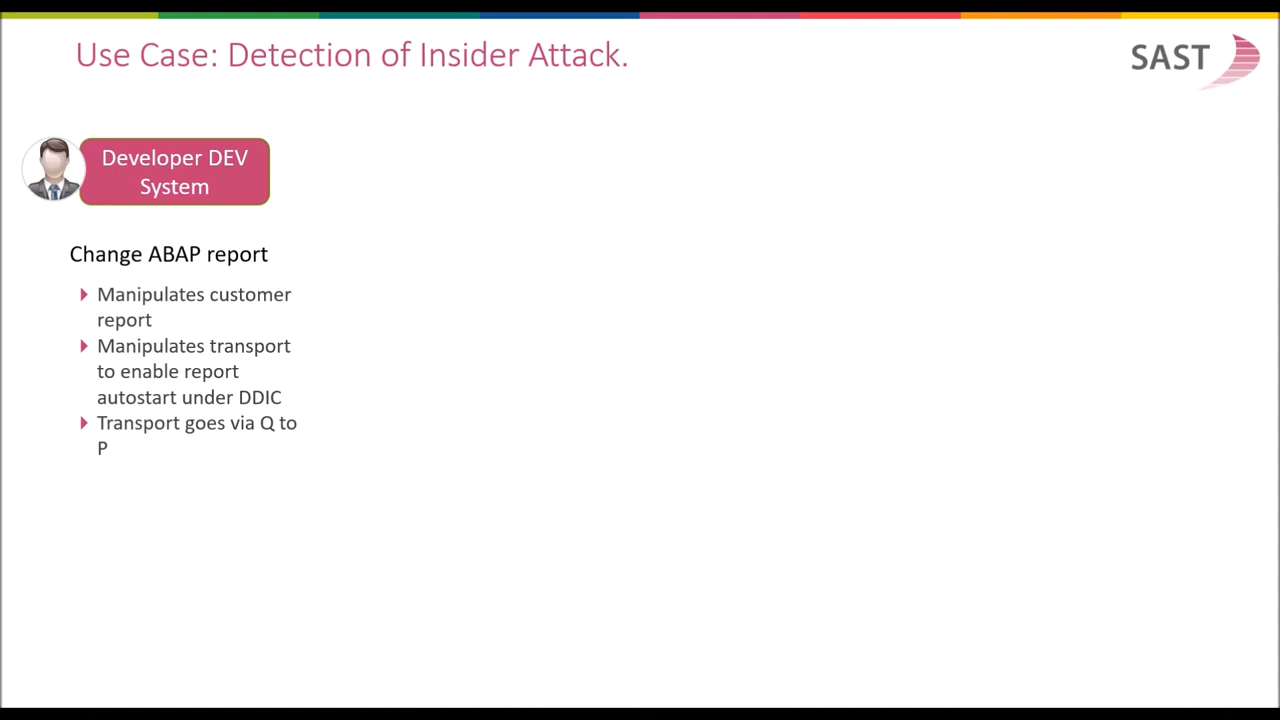 Use Case: Detection of Insider Attack.
SAST
Developer DEV
System
Change ABAP report
Manipulates customer
report
Manipulates transport
to enable report
autostart under DDIC
Transport goes via Q to
P